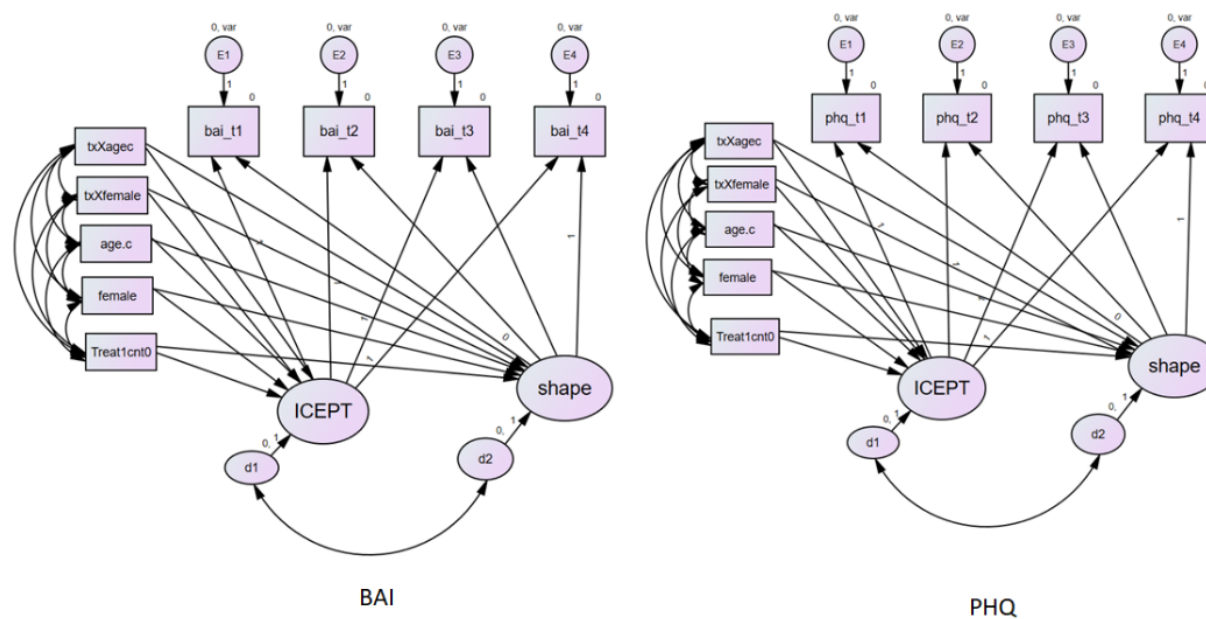 0, var 0, var 0, var 0, var
E1 E2 E3 E4
1 1 1 1
0 0 0
bai_t1 bai_t2 bai_t3 bai_t4
txXagec
txXfemale
age.c
female
Treat1cnt0
1
1
1
1
0
1
ICEPT
shape
0, 1
0, 1
d1
d2
BAI
0, var 0, var 0, var 0, var
E1 E2 E3 E4
1 1 1 1
0 0 0
phq_t1 phq_t2 phq_t3 phq_t4
txXagec
txXfemale
age.c
female
Treat1cnt0
1
1
1
1
0
1
ICEPT
shape
0, 1
0, 1
d1
d2
PHQ